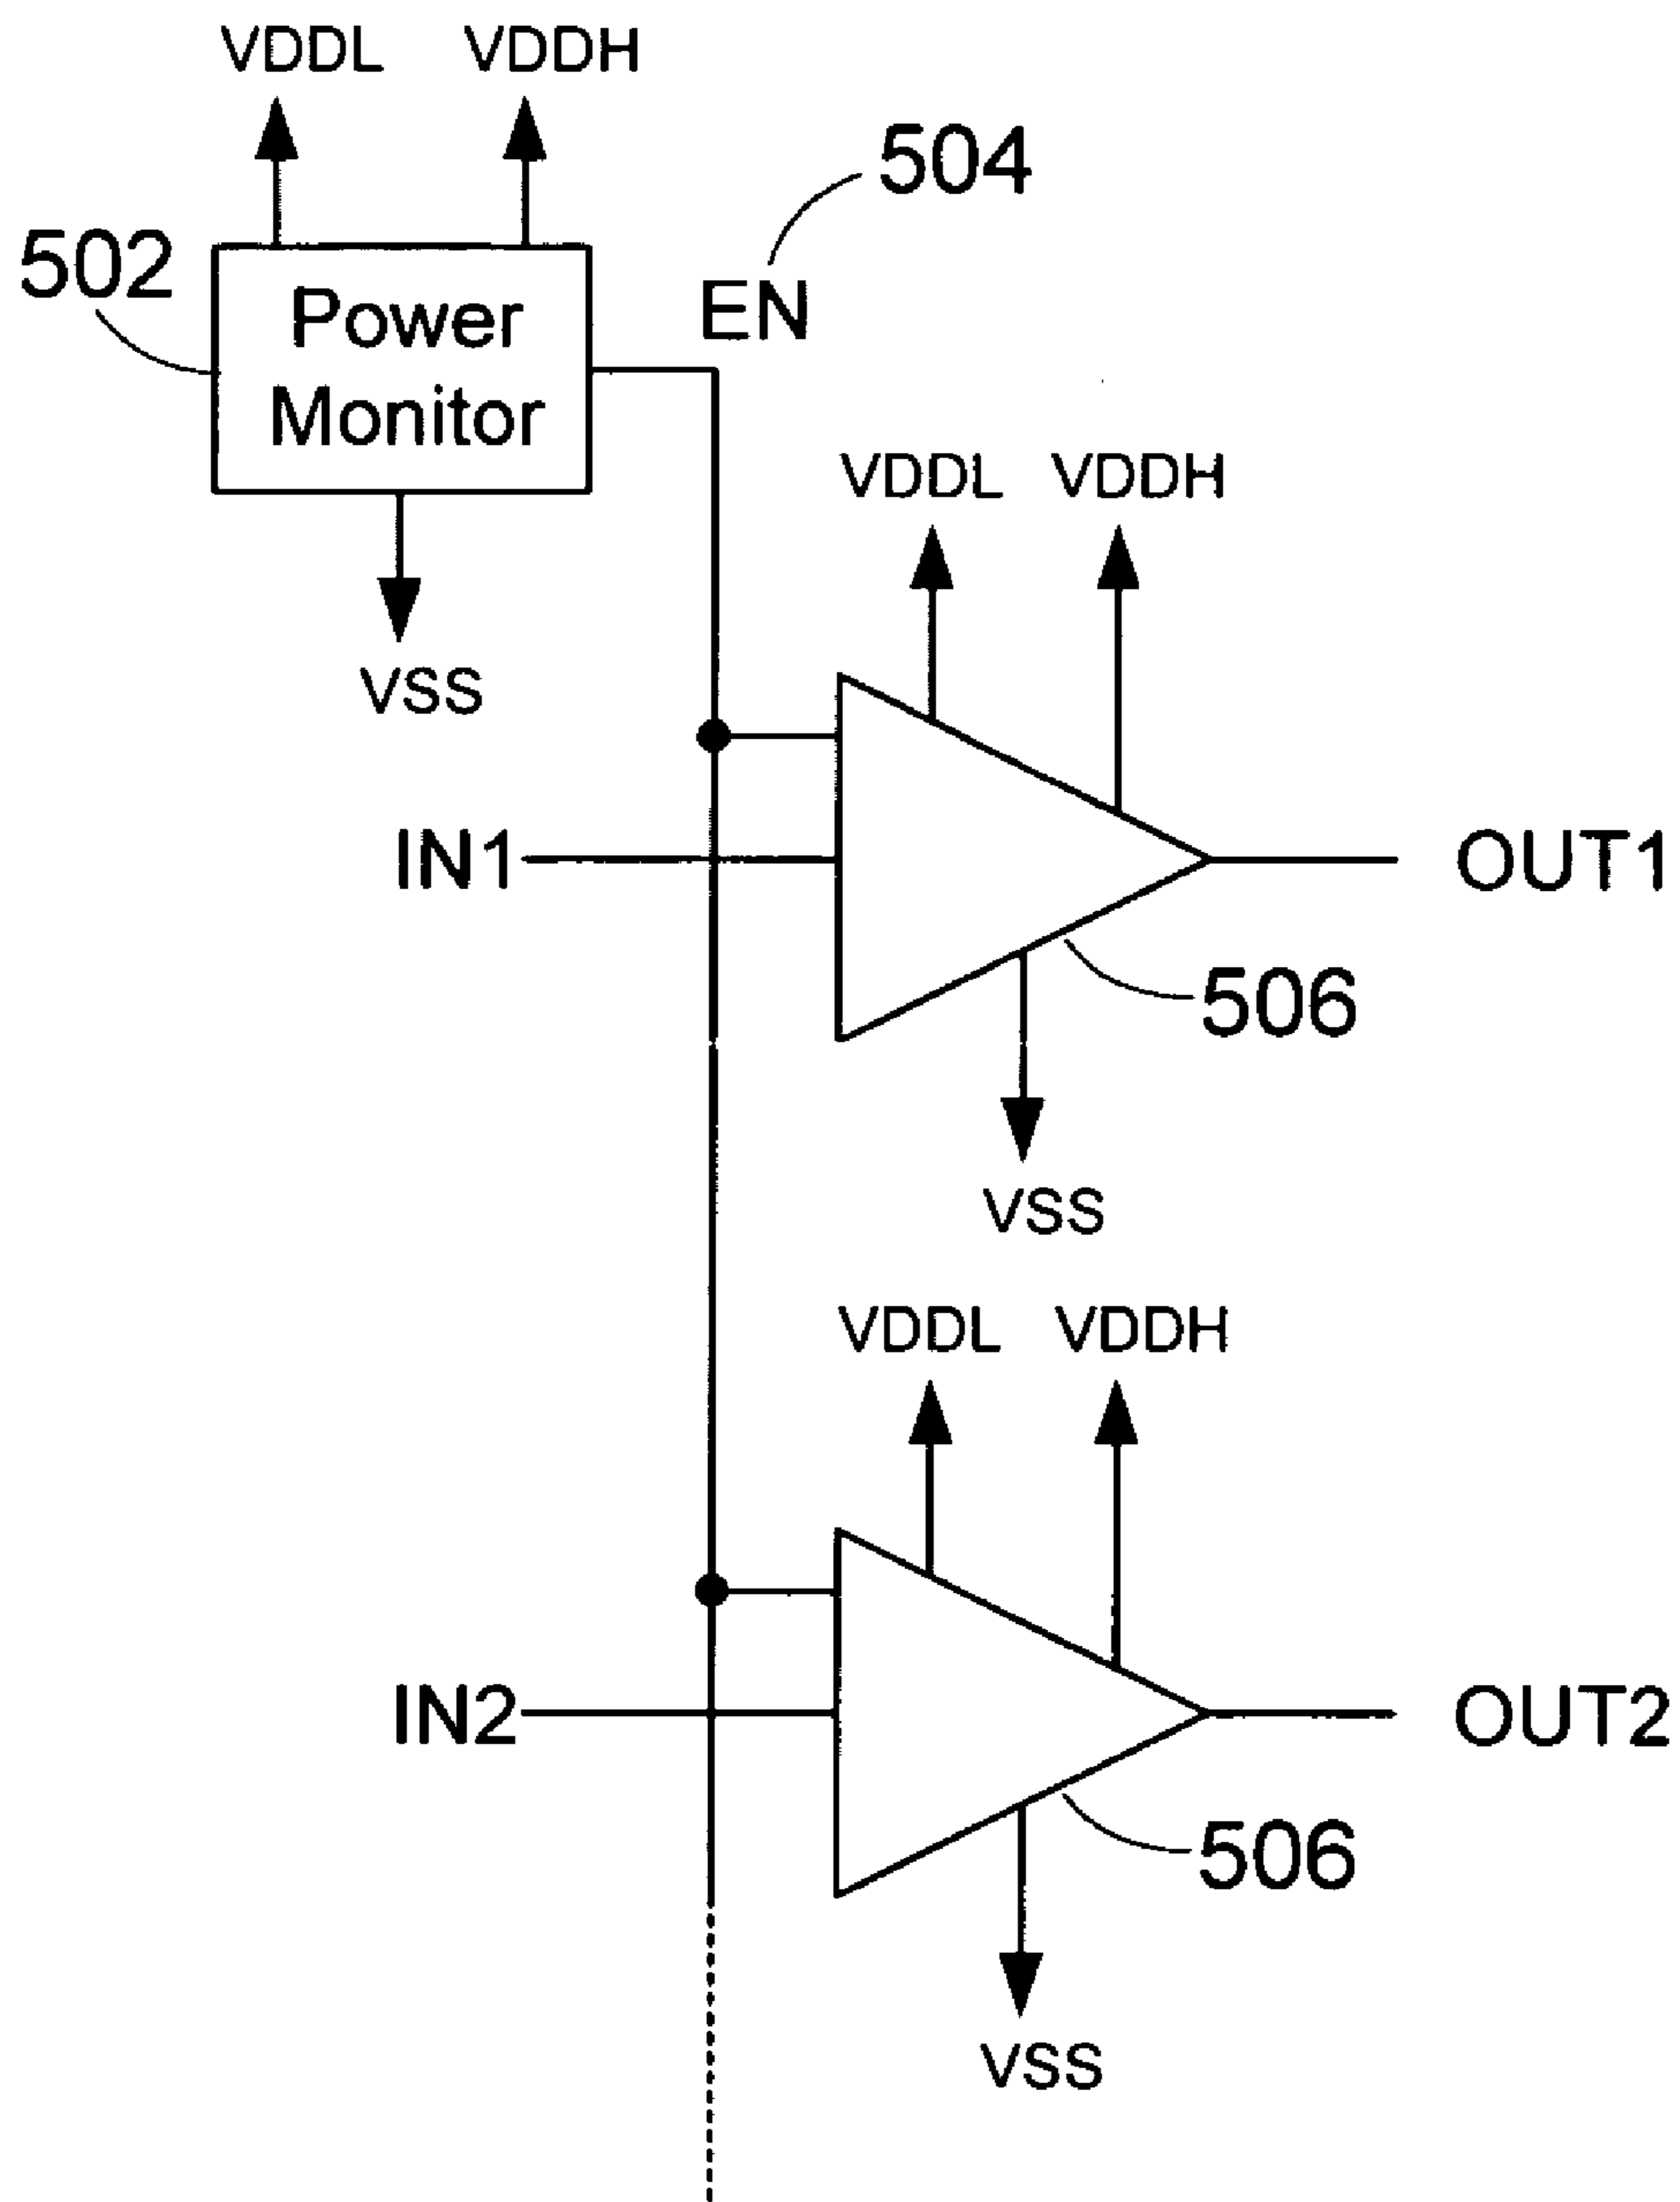 VDDL VDDH
504
502
EN
Power
Monitor
VDDL VDDH
VSS
IN1
OUT1
506
VSS
VDDL VDDH
IN2
OUT2
506
VSS